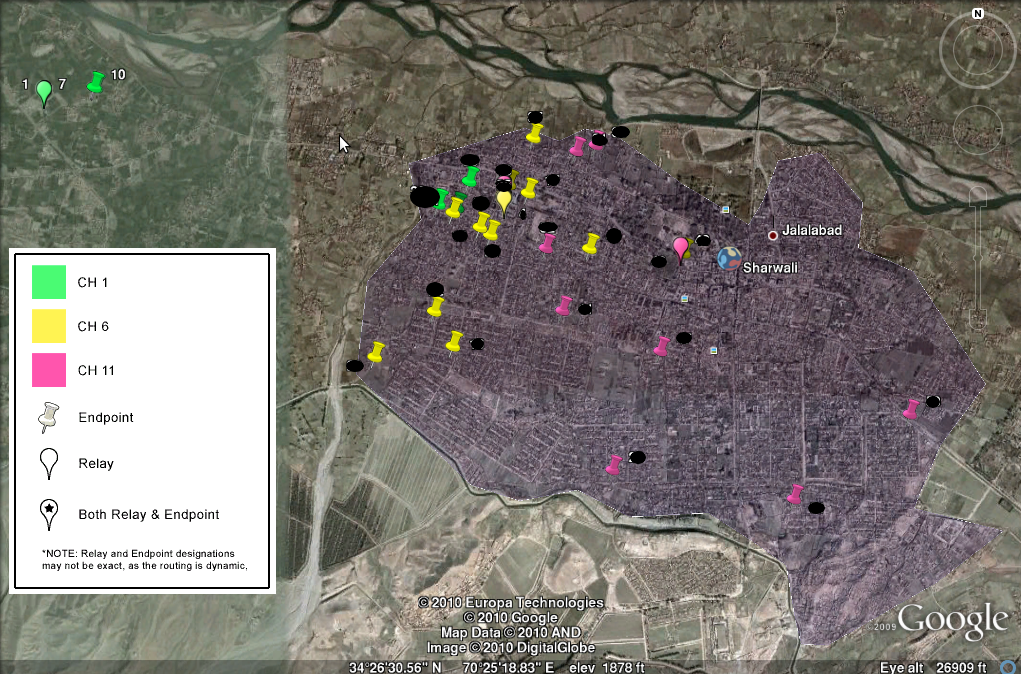 N
1 7 10
Jalalabad
Sharwali
CH 1
CH 6
CH 11
Endpoint
Relay
Both Relay & Endpoint
*NOTE: Relay and Endpoint designations
may not be exact, as the routing is dynamic,
© 2010 Europa Technologies
© 2010 Google
Map Data © 2010 AND
Image © 2010 DigitalGlobe
©2009 Google
34°26'30.56" N 70°25'18.83" E elev 1878 ft
Eye alt 26909 ft